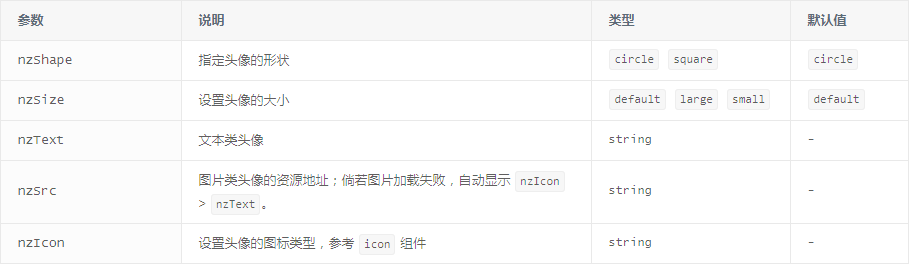 参数 说明 类型 默认值
nzShape 指定头像的形状 circle square circle
nzSize 设置头像的大小 default large small default
nzText 文本类头像 string -
nzSrc 图片类头像的资源地址；倘若图片加载失败，自动显示 nzIcon string -
> nzText 。
nzIcon 设置头像的图标类型，参考 icon 组件 string -